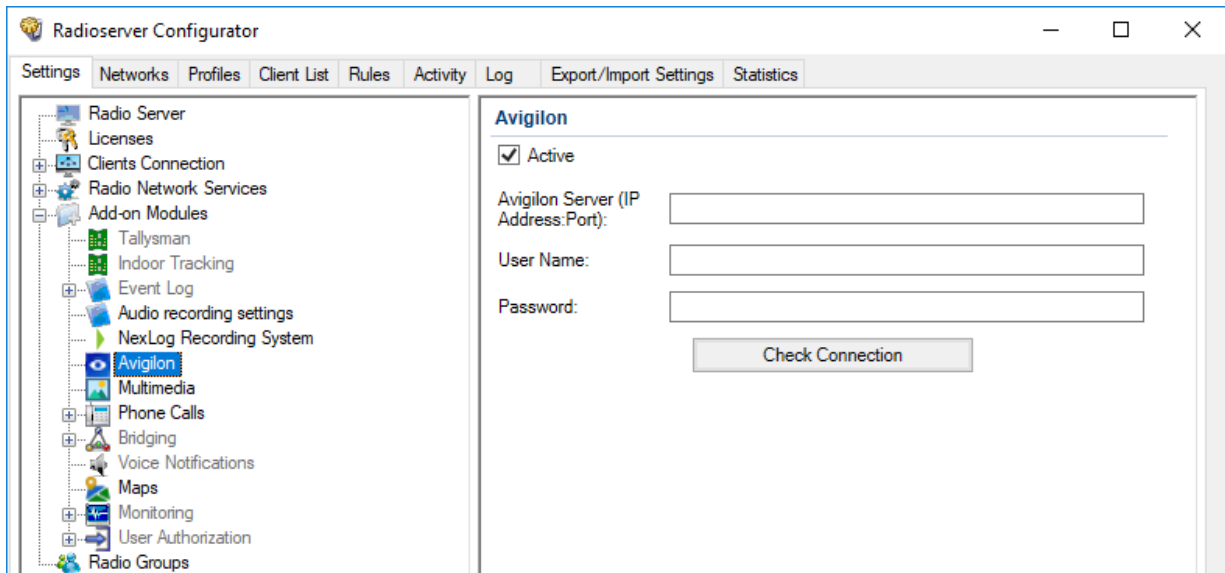 Radioserver Configurator
Settings Networks Profiles Client List Rules Activity Log Export/Import Settings Statistics
Radio Server
Licenses
Clients Connection
Radio Network Services
Add-on Modules
Tallysman
Indoor Tracking
Event Log
Audio recording settings
NexLog Recording System
Avigilon
Multimedia
Phone Calls
Bridging
Voice Notifications
Maps
Monitoring
User Authorization
Radio Groups
Avigilon
Active
Avigilon Server (IP
Address:Port):
User Name:
Password:
Check Connection